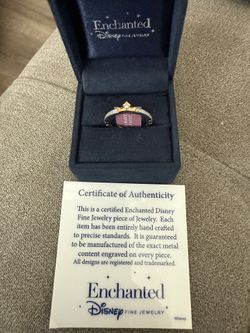 Enchanted
Disney FINE JEWELRY
Certificate of Authenticity
This is a certified Enchanted Disney
Fine Jewelry piece of Jewelry. Each
item has been entirely hand crafted
to precise standards. It is guaranteed
to be manufactured of the exact metal
content engraved on every piece.
All designs are registered and trademarked.
Enchanted
Disney FINE JEWELRY
©Disney